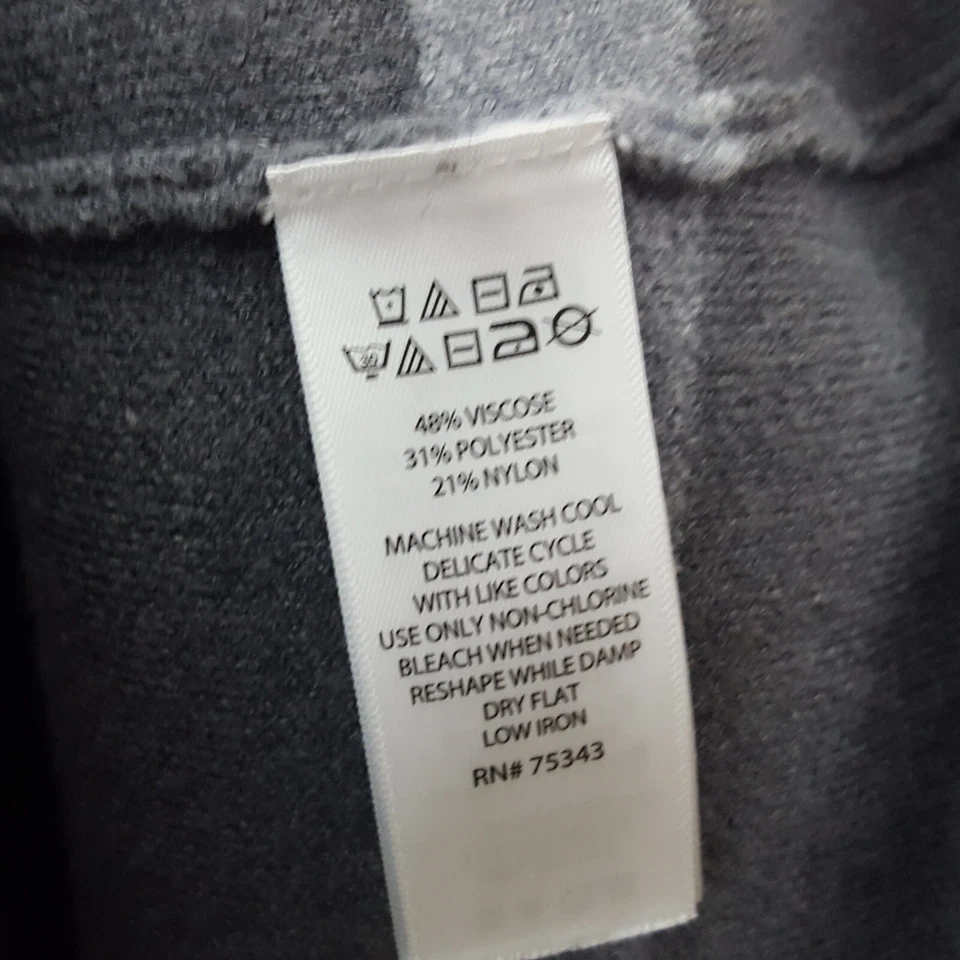 30
48% VISCOSE
31% POLYESTER
21% NYLON
MACHINE WASH COOL
DELICATE CYCLE
WITH LIKE COLORS
USE ONLY NON-CHLORINE
BLEACH WHEN NEEDED
RESHAPE WHILE DAMP
DRY FLAT
LOW IRON
RN# 75343